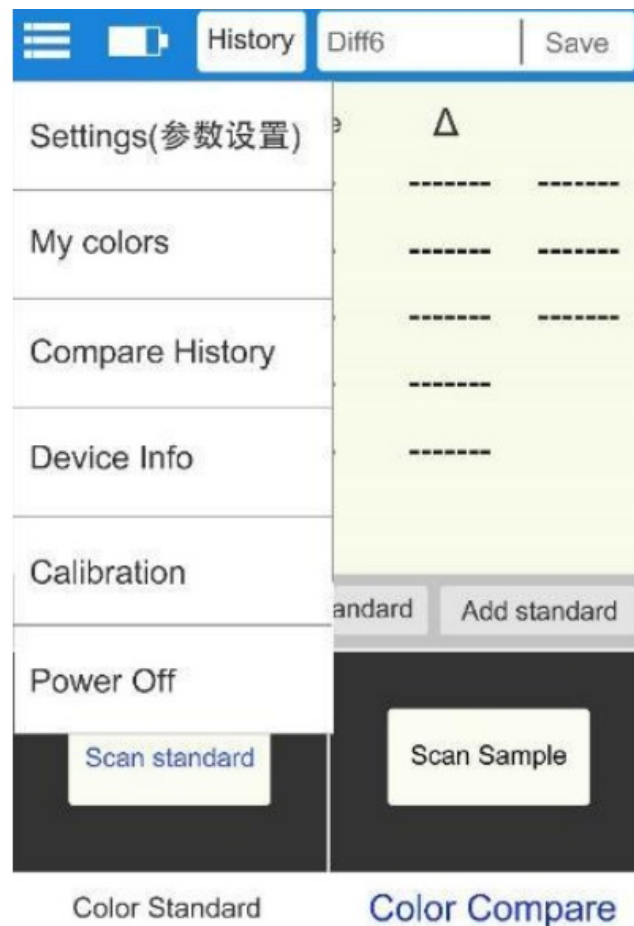 History Diff6 Save
Settings(参数设置)
e Δ
------- -------
My colors
------- -------
Compare History
------- -------
-------
Device Info
-------
Calibration
andard Add standard
Power Off
Scan standard Scan Sample
Color Standard Color Compare